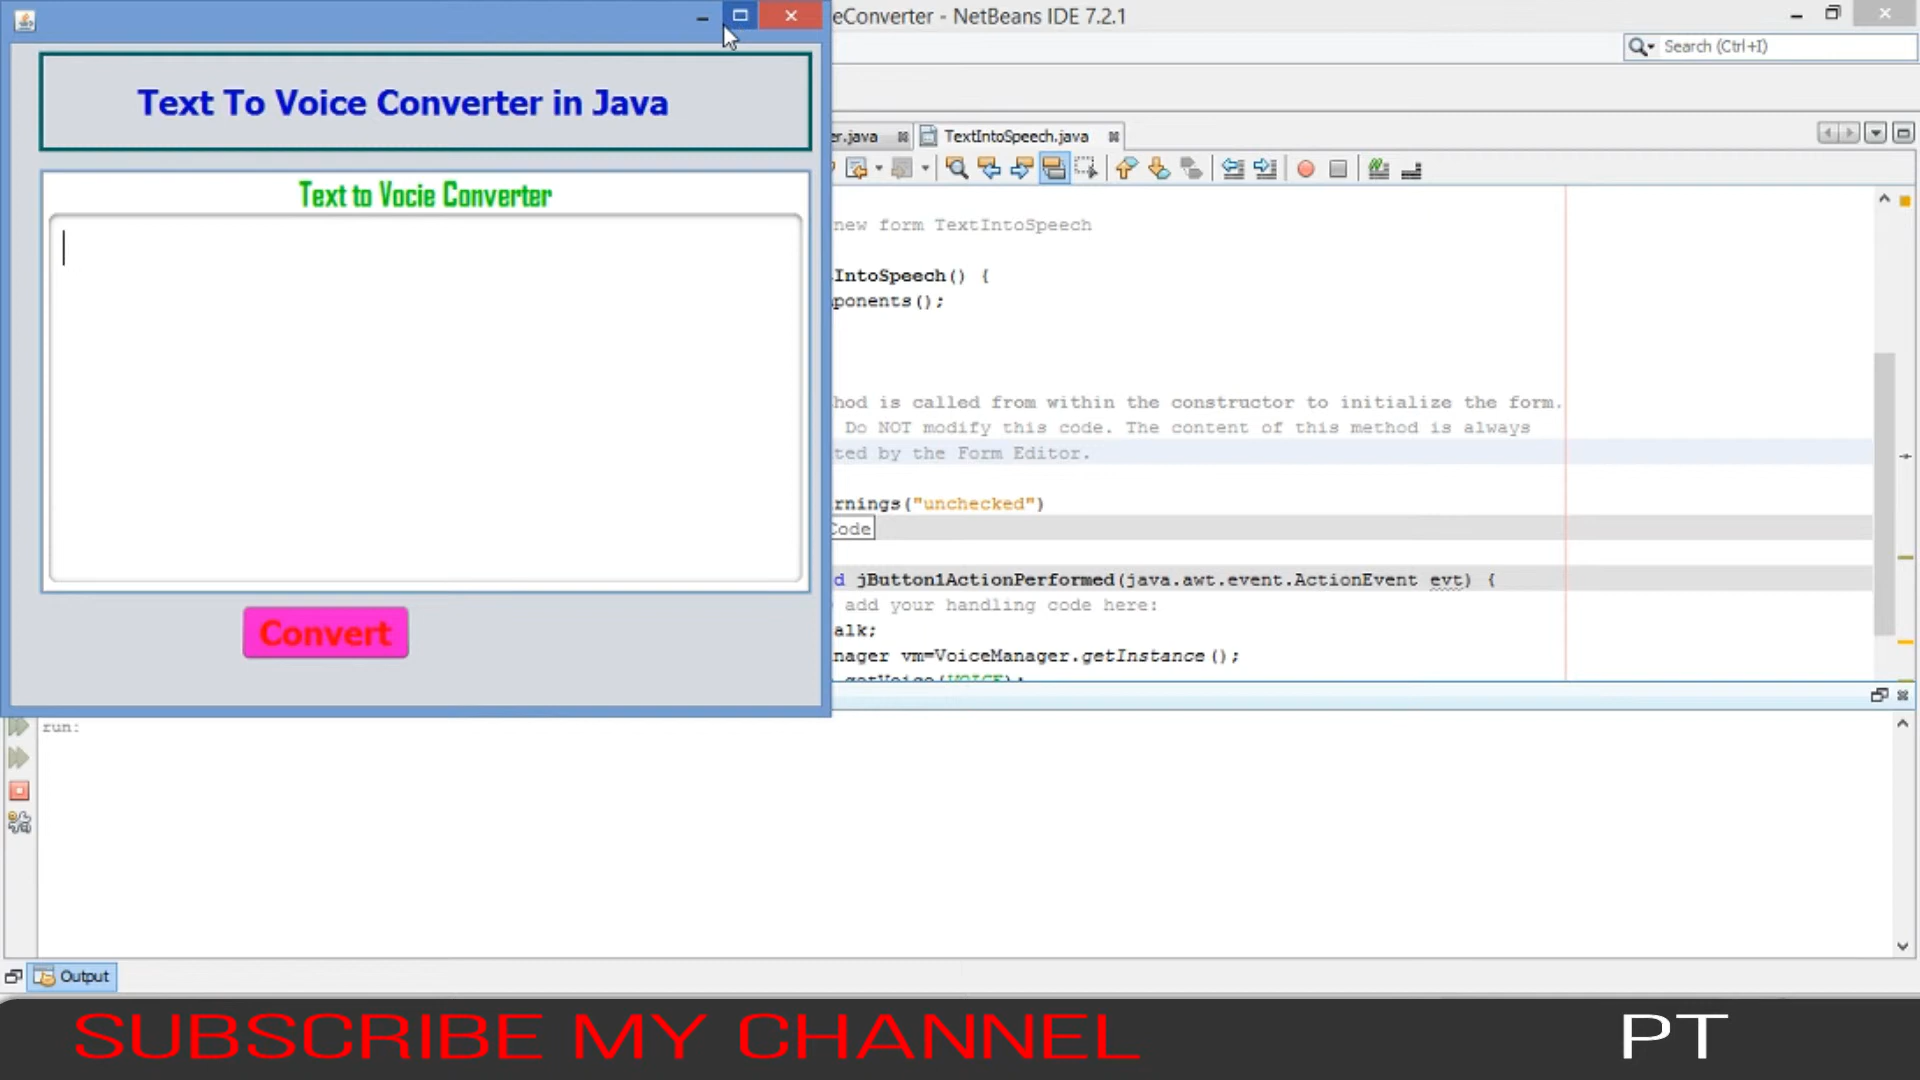 eConverter - NetBeans IDE 7.2.1
Search (Ctrl+I)
Text To Voice Converter in Java
Text to Vocie Converter
Convert
er.java
TextIntoSpeech.java
new form TextIntoSpeech
IntoSpeech() {
ponents();
hod is called from within the constructor to initialize the form.
Do NOT modify this code. The content of this method is always
ted by the Form Editor.
rnings("unchecked")
Code
d jButton1ActionPerformed(java.awt.event.ActionEvent evt) {
add your handling code here:
alk;
nager vm=VoiceManager.getInstance();
getVoice(VOICE);
run:
Output
SUBSCRIBE MY CHANNEL
PT